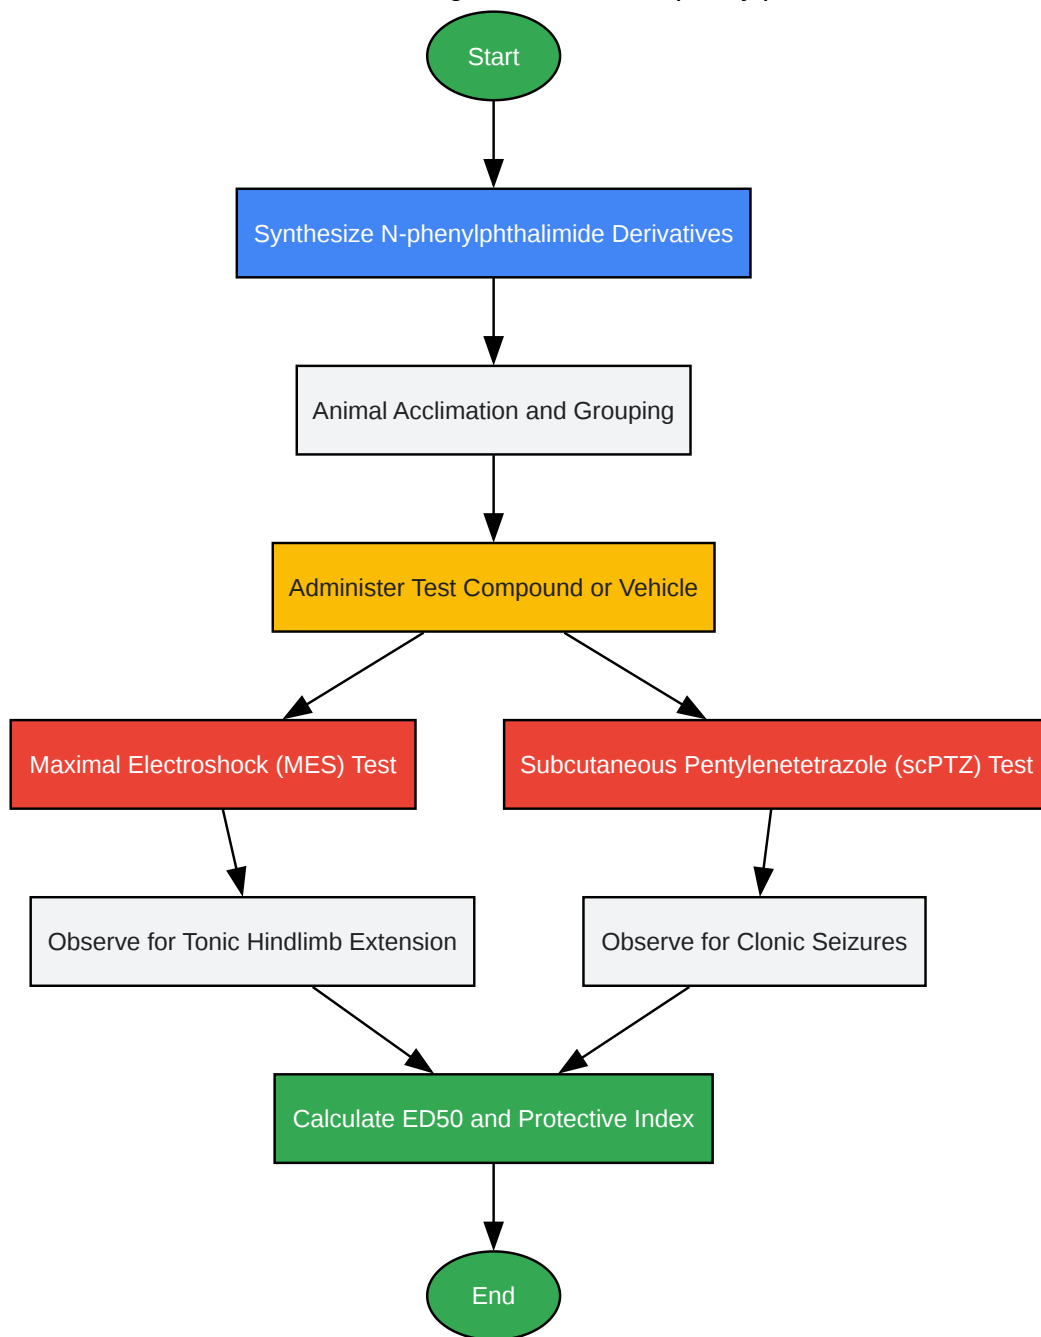 Start
Synthesize N-phenylphthalimide Derivatives
Animal Acclimation and Grouping
Administer Test Compound or Vehicle
Maximal Electroshock (MES) Test
Subcutaneous Pentylenetetrazole (scPTZ) Test
Observe for Tonic Hindlimb Extension
Observe for Clonic Seizures
Calculate ED50 and Protective Index
End